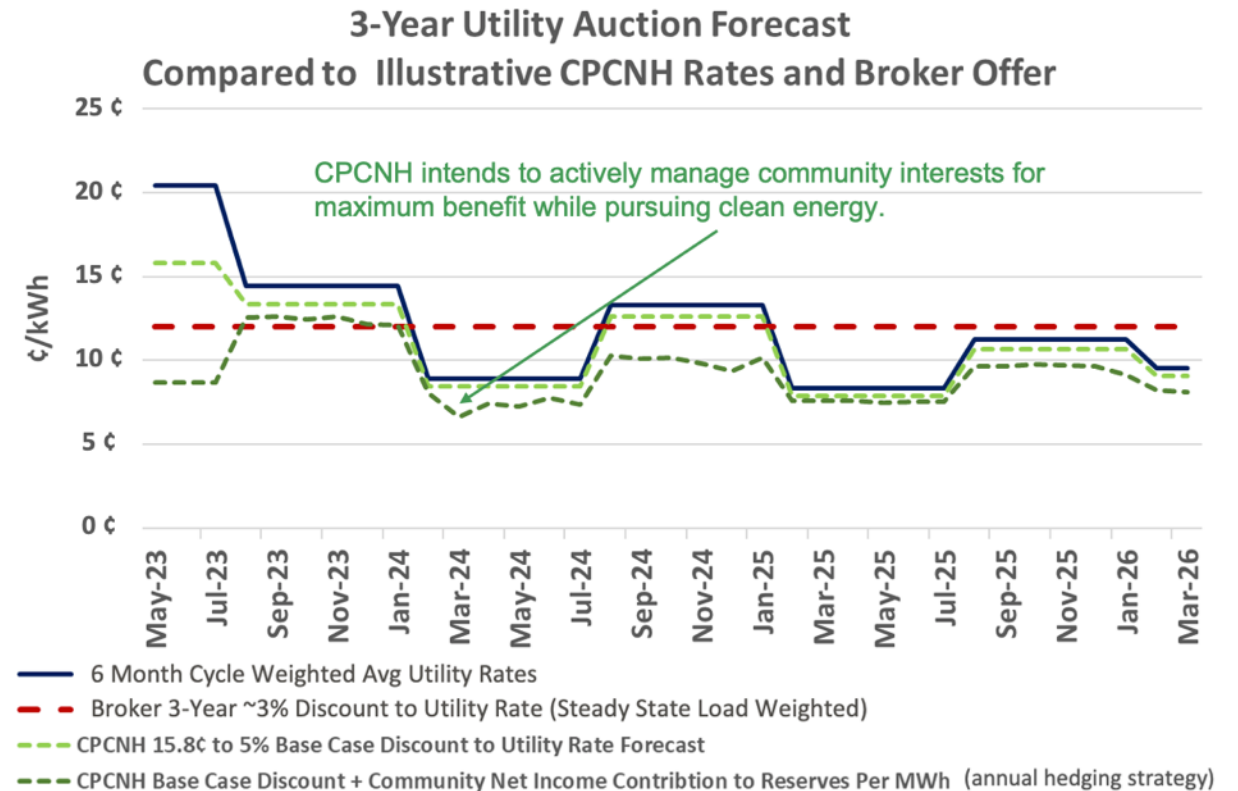 3-Year Utility Auction Forecast
Compared to Illustrative CPCNH Rates and Broker Offer
25 ¢
20 ¢
15 ¢
10 ¢
5 ¢
0 ¢
¢/kWh
CPCNH intends to actively manage community interests for
maximum benefit while pursuing clean energy.
May-23
Jul-23
Sep-23
Nov-23
Jan-24
Mar-24
May-24
Jul-24
Sep-24
Nov-24
Jan-25
Mar-25
May-25
Jul-25
Sep-25
Nov-25
Jan-26
Mar-26
6 Month Cycle Weighted Avg Utility Rates
Broker 3-Year ~3% Discount to Utility Rate (Steady State Load Weighted)
CPCNH 15.8¢ to 5% Base Case Discount to Utility Rate Forecast
CPCNH Base Case Discount + Community Net Income Contribtion to Reserves Per MWh (annual hedging strategy)